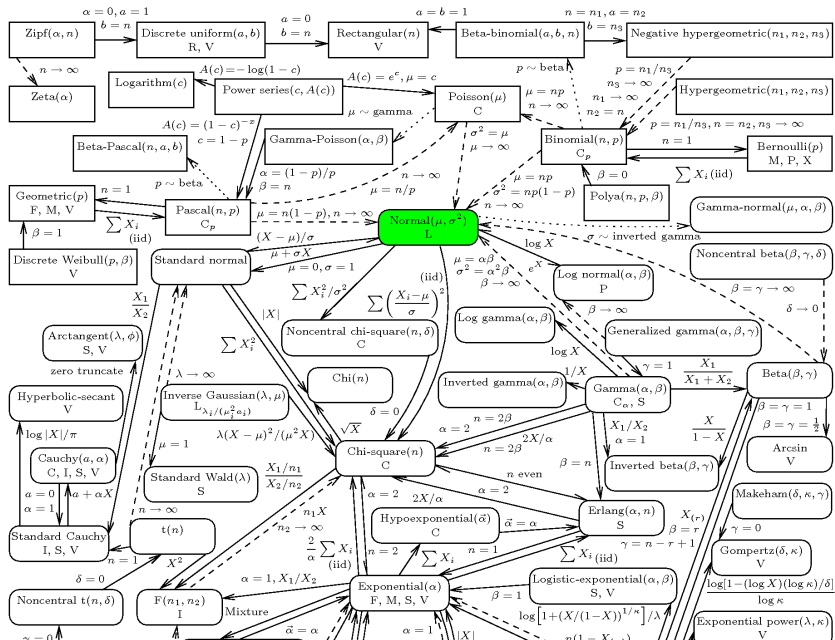 α = 0, a = 1
b = n
a = 0
b = n
a = b = 1
n = n₁, a = n₂
b = n₃
Zipf(α, n)
Discrete uniform(a, b)
R, V
Rectangular(n)
V
Beta-binomial(a, b, n)
Negative hypergeometric(n₁, n₂, n₃)
n → ∞
A(c) = −log(1 − c)
A(c) = eᶜ, μ = c
p ∼ beta
p = n₁/n₃
n₃ → ∞
n₁ → ∞
n₂ = n
Logarithm(c)
Zeta(α)
Power series(c, A(c))
Poisson(μ)
C
μ = np
n → ∞
Hypergeometric(n₁, n₂, n₃)
A(c) = (1 − c)⁻ˣ
c = 1 − p
μ ∼ gamma
σ² = μ
μ → ∞
p = n₁/n₃, n = n₂, n₃ → ∞
Beta-Pascal(n, a, b)
Gamma-Poisson(α, β)
Binomial(n, p)
Cₚ
n = 1
∑ Xᵢ (iid)
Bernoulli(p)
M, P, X
p ∼ beta
α = (1 − p)/p
β = n
n → ∞
μ = n/p
μ = np
σ² = np(1 − p)
n → ∞
β = 0
Polya(n, p, β)
Geometric(p)
F, M, V
n = 1
∑ Xᵢ
(iid)
Pascal(n, p)
Cₚ
μ = n(1 − p), n → ∞
Normal(μ, σ²)
L
Gamma-normal(μ, α, β)
σ ∼ inverted gamma
β = 1
Discrete Weibull(p, β)
V
Standard normal
(X − μ)/σ
μ + σX
μ = 0, σ = 1
(iid)
μ = αβ
σ² = α²β
β → ∞
log X
eˣ
Log normal(α, β)
P
Noncentral beta(β, γ, δ)
β = γ → ∞
δ → 0
X₁
X₂
∑ Xᵢ²/σ²
∑ ((Xᵢ−μ)/σ)²
|X|
β → ∞
Arctangent(λ, φ)
S, V
zero truncate
∑ Xᵢ²
Noncentral chi-square(n, δ)
C
Log gamma(α, β)
log X
Generalized gamma(α, β, γ)
γ = 1
λ → ∞
Chi(n)
Inverted gamma(α, β)
1/X
Gamma(α, β)
Cα, S
X₁
X₁ + X₂
Beta(β, γ)
Hyperbolic-secant
V
Inverse Gaussian(λ, μ)
L λᵢ/(μᵢ²aᵢ)
δ = 0
β = γ = 1
β = γ = ½
log |X|/π
μ = 1
λ(X − μ)²/(μ²X)
√X
α = 2
n = 2β
2X/α
n = 2β
X₁/X₂
α = 1
X
1 − X
Arcsin
V
Cauchy(a, α)
C, I, S, V
Chi-square(n)
C
β = n
Inverted beta(β, γ)
a = 0
α = 1
a + αX
Standard Wald(λ)
S
X₁/n₁
X₂/n₂
n even
α = 2
α = 2
2X/α
Makeham(δ, κ, γ)
n → ∞
n₁X
n₂ → ∞
Hypoexponential(α⃗)
C
α⃗ = α
Erlang(α, n)
S
X₍ᵣ₎
β = r
γ = n − r + 1
γ = 0
Standard Cauchy
I, S, V
n = 1
t(n)
X²
2
α
∑ Xᵢ
(iid)
n = 2
∑ Xᵢ
n = 1
∑ Xᵢ (iid)
Gompertz(δ, κ)
V
δ = 0
α = 1, X₁/X₂
Exponential(α)
F, M, S, V
β = 1
Logistic-exponential(α, β)
S, V
log[1−(log X)(log κ)/δ]
log κ
Noncentral t(n, δ)
F(n₁, n₂)
I
Mixture
log[1+(X/(1−X))^(1/κ)]/λ
Exponential power(λ, κ)
V
γ = 0
α⃗ = α
α = 1
|X|